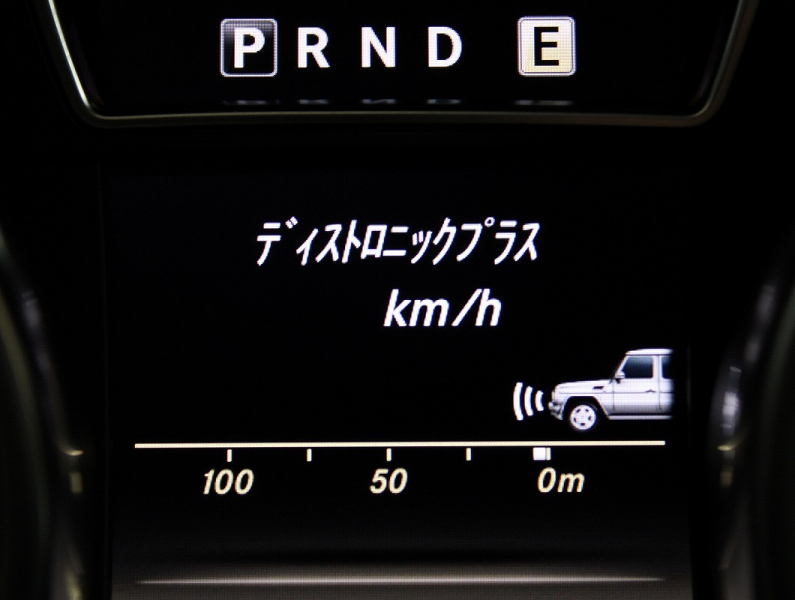 P R N D E
ﾃﾞｨｽﾄﾛﾆｯｸﾌﾟﾗｽ
km/h
100 50 0m